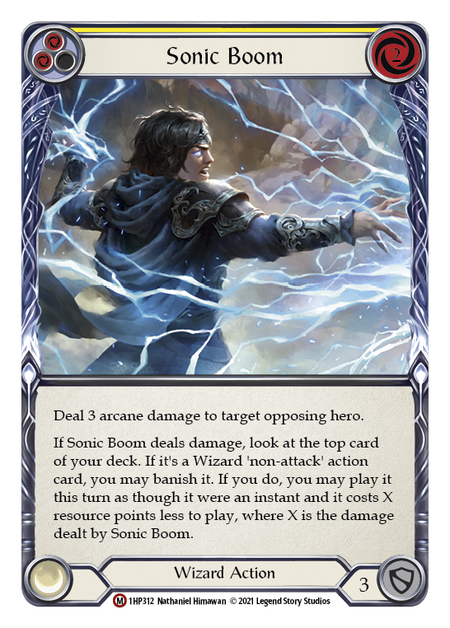 Sonic Boom
2
Deal 3 arcane damage to target opposing hero.
If Sonic Boom deals damage, look at the top card
of your deck. If it's a Wizard 'non-attack' action
card, you may banish it. If you do, you may play it
this turn as though it were an instant and it costs X
resource points less to play, where X is the damage
dealt by Sonic Boom.
Wizard Action
3
M 1HP312 Nathaniel Himawan © 2021 Legend Story Studios